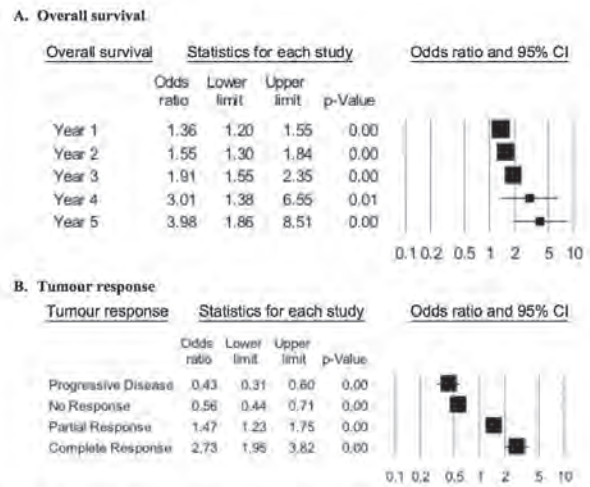 A. Overall survival
Overall survival Statistics for each study Odds ratio and 95% CI
Odds ratio Lower limit Upper limit p-Value
Year 1 1.36 1.20 1.55 0.00
Year 2 1.55 1.30 1.84 0.00
Year 3 1.91 1.55 2.35 0.00
Year 4 3.01 1.38 6.55 0.01
Year 5 3.98 1.86 8.51 0.00
0.1 0.2 0.5 1 2 5 10
B. Tumour response
Tumour response Statistics for each study Odds ratio and 95% CI
Odds ratio Lower limit Upper limit p-Value
Progressive Disease 0.43 0.31 0.60 0.00
No Response 0.56 0.44 0.71 0.00
Partial Response 1.47 1.23 1.75 0.00
Complete Response 2.73 1.95 3.82 0.00
0.1 0.2 0.5 1 2 5 10